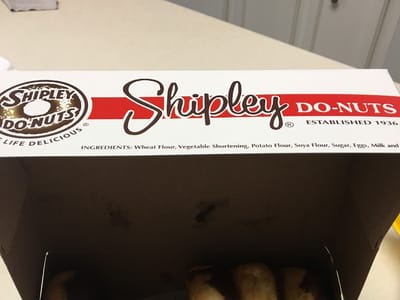 SHIPLEY
DO-NUTS
LIFE DELICIOUS
®
Shipley DO-NUTS
®
ESTABLISHED 1936
INGREDIENTS: Wheat Flour, Vegetable Shortening, Potato Flour, Soya Flour, Sugar, Eggs, Milk and